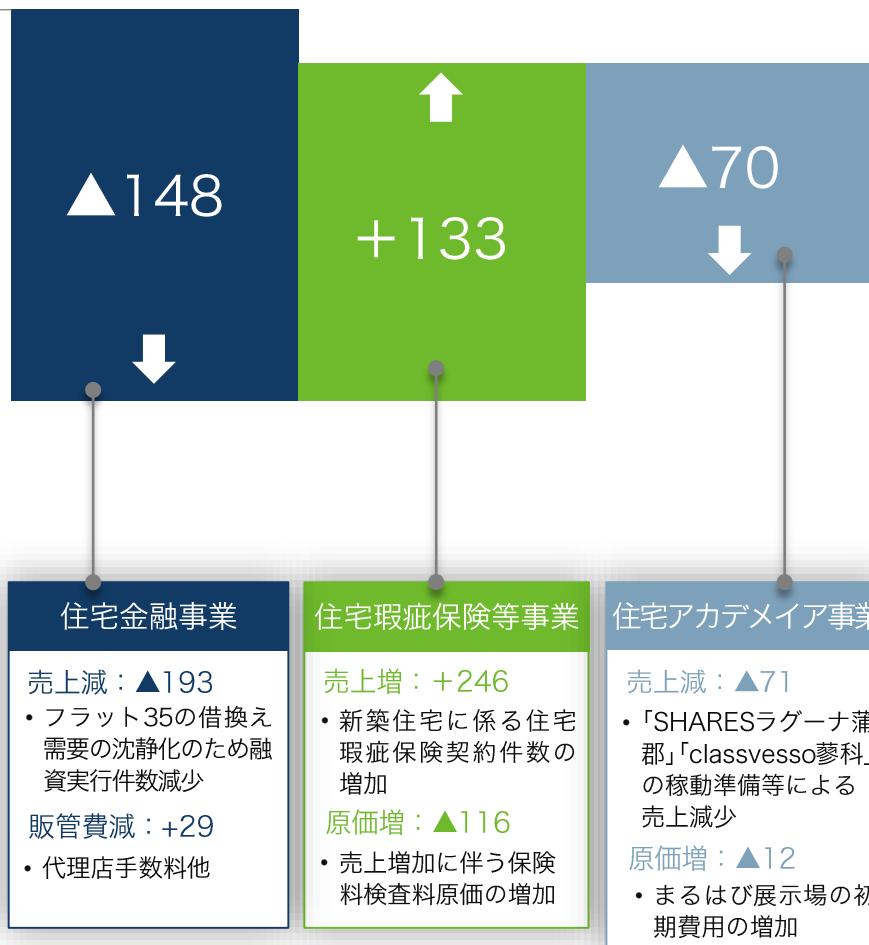 ▲148
+133
▲70
住宅金融事業
売上減：▲193
• フラット35の借換え
需要の沈静化のため融
資実行件数減少
販管費減：+29
• 代理店手数料他
住宅瑕疵保険等事業
売上増：+246
• 新築住宅に係る住宅
瑕疵保険契約件数の
増加
原価増：▲116
• 売上増加に伴う保険
料検査料原価の増加
住宅アカデメイア事業
売上減：▲71
• 「SHARESラグーナ蒲
郡」「classvesso蓼科」
の稼動準備等による
売上減少
原価増：▲12
• まるはび展示場の初
期費用の増加